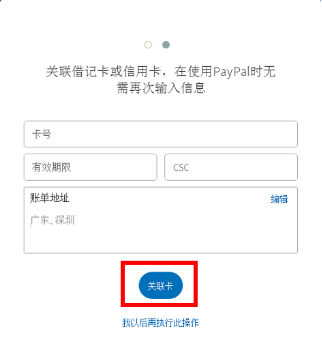 关联借记卡或信用卡，在使用PayPal时无
需再次输入信息
卡号
有效期限
CSC
账单地址
编辑
广东, 深圳
关联卡
我以后再执行此操作